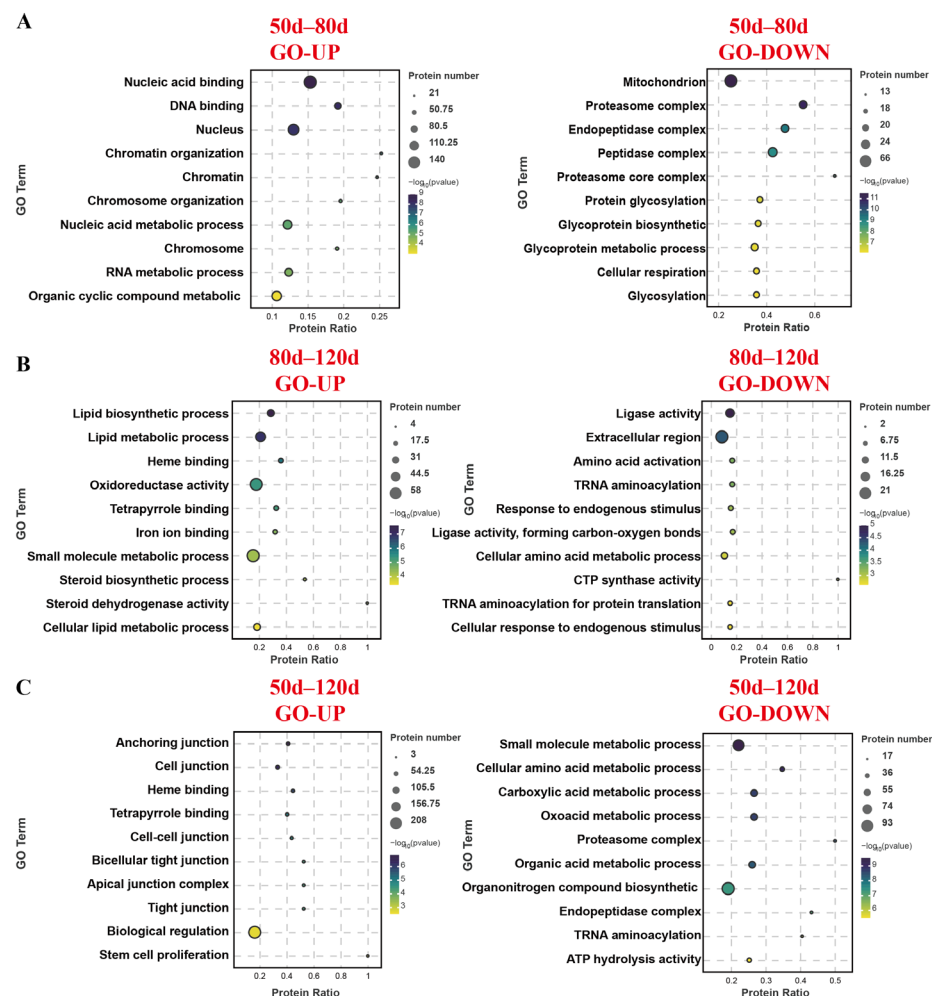 A
50d–80d
GO-UP
GO Term
Nucleic acid binding
DNA binding
Nucleus
Chromatin organization
Chromatin
Chromosome organization
Nucleic acid metabolic process
Chromosome
RNA metabolic process
Organic cyclic compound metabolic
0.1 0.15 0.2 0.25
Protein Ratio
Protein number
21
50.75
80.5
110.25
140
−log10(pvalue)
9
8
7
6
5
4
50d–80d
GO-DOWN
GO Term
Mitochondrion
Proteasome complex
Endopeptidase complex
Peptidase complex
Proteasome core complex
Protein glycosylation
Glycoprotein biosynthetic
Glycoprotein metabolic process
Cellular respiration
Glycosylation
0.2 0.4 0.6
Protein Ratio
Protein number
13
18
20
24
66
−log10(pvalue)
11
10
9
8
7
B
80d–120d
GO-UP
GO Term
Lipid biosynthetic process
Lipid metabolic process
Heme binding
Oxidoreductase activity
Tetrapyrrole binding
Iron ion binding
Small molecule metabolic process
Steroid biosynthetic process
Steroid dehydrogenase activity
Cellular lipid metabolic process
0.2 0.4 0.6 0.8 1
Protein Ratio
Protein number
4
17.5
31
44.5
58
−log10(pvalue)
7
6
5
4
80d–120d
GO-DOWN
GO Term
Ligase activity
Extracellular region
Amino acid activation
TRNA aminoacylation
Response to endogenous stimulus
Ligase activity, forming carbon-oxygen bonds
Cellular amino acid metabolic process
CTP synthase activity
TRNA aminoacylation for protein translation
Cellular response to endogenous stimulus
0 0.2 0.4 0.6 0.8 1
Protein Ratio
Protein number
2
6.75
11.5
16.25
21
−log10(pvalue)
5
4.5
4
3.5
3
C
50d–120d
GO-UP
GO Term
Anchoring junction
Cell junction
Heme binding
Tetrapyrrole binding
Cell-cell junction
Bicellular tight junction
Apical junction complex
Tight junction
Biological regulation
Stem cell proliferation
0.2 0.4 0.6 0.8 1
Protein Ratio
Protein number
3
54.25
105.5
156.75
208
−log10(pvalue)
6
5
4
3
50d–120d
GO-DOWN
GO Term
Small molecule metabolic process
Cellular amino acid metabolic process
Carboxylic acid metabolic process
Oxoacid metabolic process
Proteasome complex
Organic acid metabolic process
Organonitrogen compound biosynthetic
Endopeptidase complex
TRNA aminoacylation
ATP hydrolysis activity
0.2 0.3 0.4 0.5
Protein Ratio
Protein number
17
36
55
74
93
−log10(pvalue)
9
8
7
6